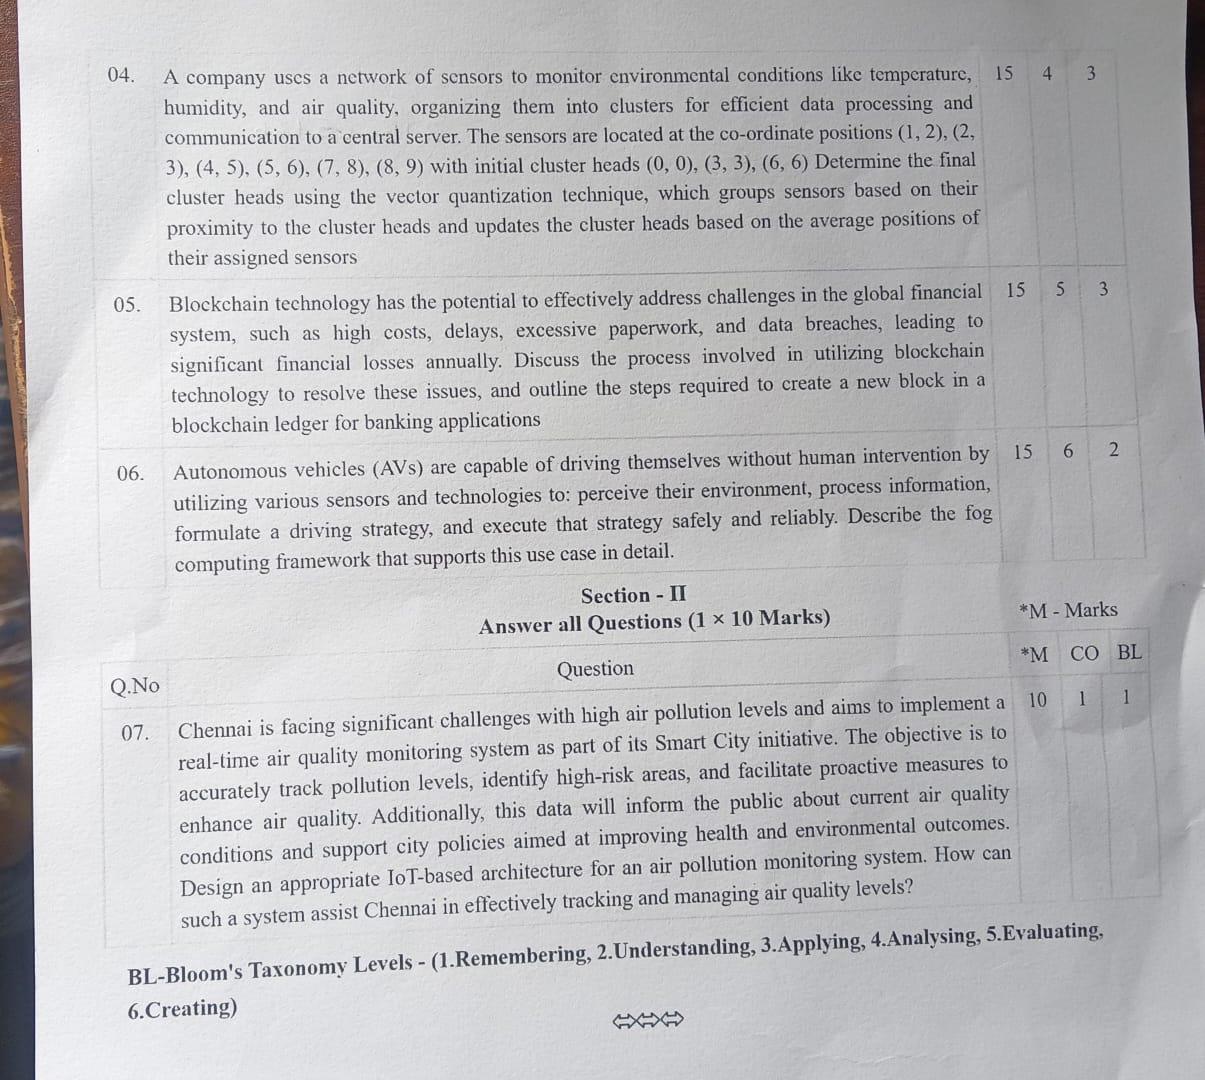 04. A company uses a network of sensors to monitor environmental conditions like temperature, 15 4 3
humidity, and air quality, organizing them into clusters for efficient data processing and
communication to a central server. The sensors are located at the co-ordinate positions (1, 2), (2,
3), (4, 5), (5, 6), (7, 8), (8, 9) with initial cluster heads (0, 0), (3, 3), (6, 6) Determine the final
cluster heads using the vector quantization technique, which groups sensors based on their
proximity to the cluster heads and updates the cluster heads based on the average positions of
their assigned sensors
05. Blockchain technology has the potential to effectively address challenges in the global financial 15 5 3
system, such as high costs, delays, excessive paperwork, and data breaches, leading to
significant financial losses annually. Discuss the process involved in utilizing blockchain
technology to resolve these issues, and outline the steps required to create a new block in a
blockchain ledger for banking applications
06. Autonomous vehicles (AVs) are capable of driving themselves without human intervention by 15 6 2
utilizing various sensors and technologies to: perceive their environment, process information,
formulate a driving strategy, and execute that strategy safely and reliably. Describe the fog
computing framework that supports this use case in detail.
Section - II
Answer all Questions (1 × 10 Marks)
*M - Marks
Q.No Question *M CO BL
07. Chennai is facing significant challenges with high air pollution levels and aims to implement a 10 1 1
real-time air quality monitoring system as part of its Smart City initiative. The objective is to
accurately track pollution levels, identify high-risk areas, and facilitate proactive measures to
enhance air quality. Additionally, this data will inform the public about current air quality
conditions and support city policies aimed at improving health and environmental outcomes.
Design an appropriate IoT-based architecture for an air pollution monitoring system. How can
such a system assist Chennai in effectively tracking and managing air quality levels?
BL-Bloom's Taxonomy Levels - (1.Remembering, 2.Understanding, 3.Applying, 4.Analysing, 5.Evaluating,
6.Creating)